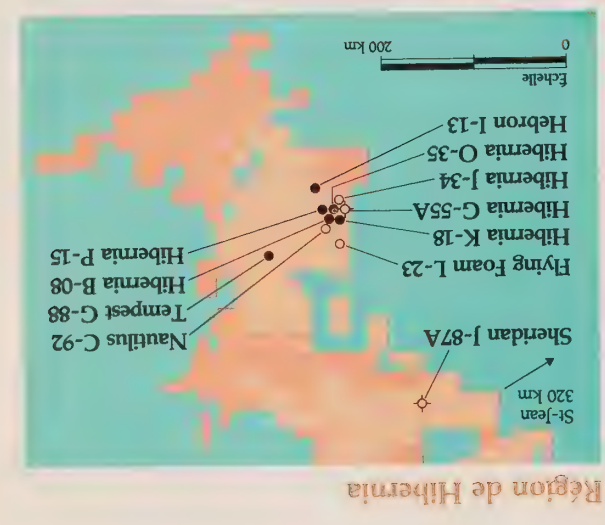 Région de Hibernia
St-Jean
320 km
Sheridan J-87A
Flying Foam L-23
Hibernia K-18
Hibernia G-55A
Hibernia J-34
Hibernia O-35
Hebron I-13
Nautilus C-92
Tempest G-88
Hibernia B-08
Hibernia P-15
Échelle
0 200 km